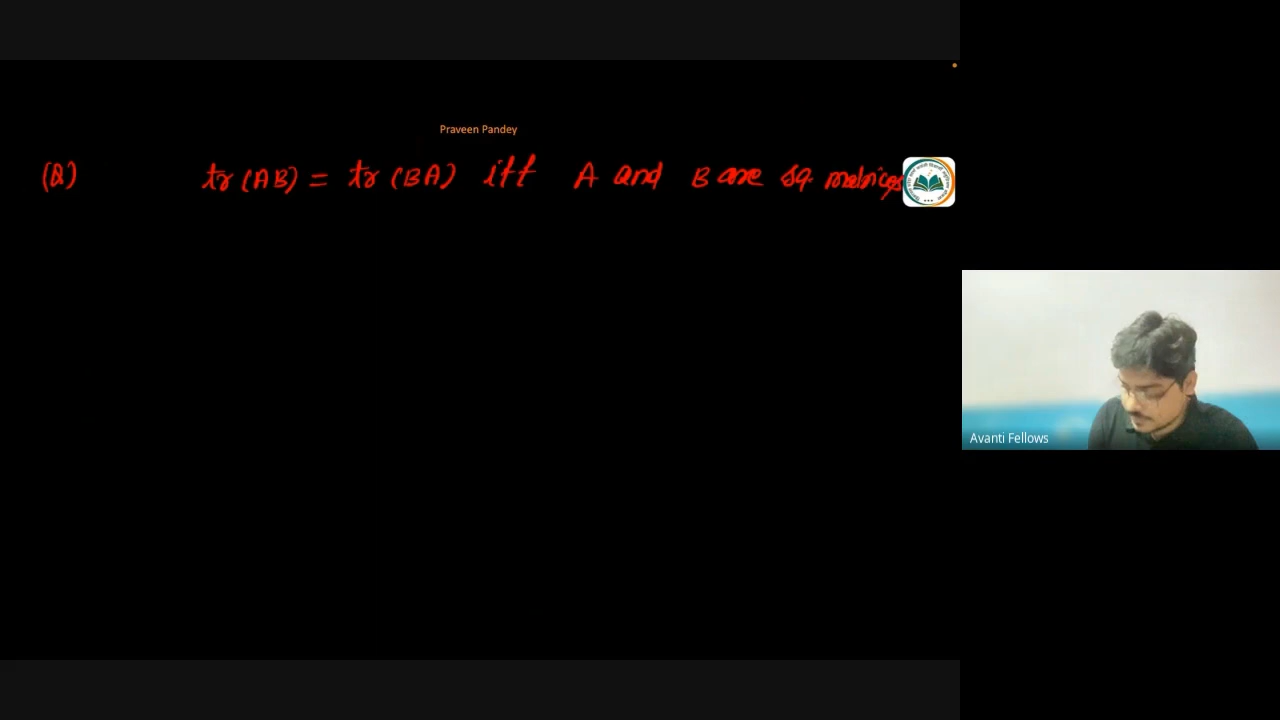 Praveen Pandey
(Q) tr (AB) = tr (BA) iff A and B are sq. matrices
Avanti Fellows